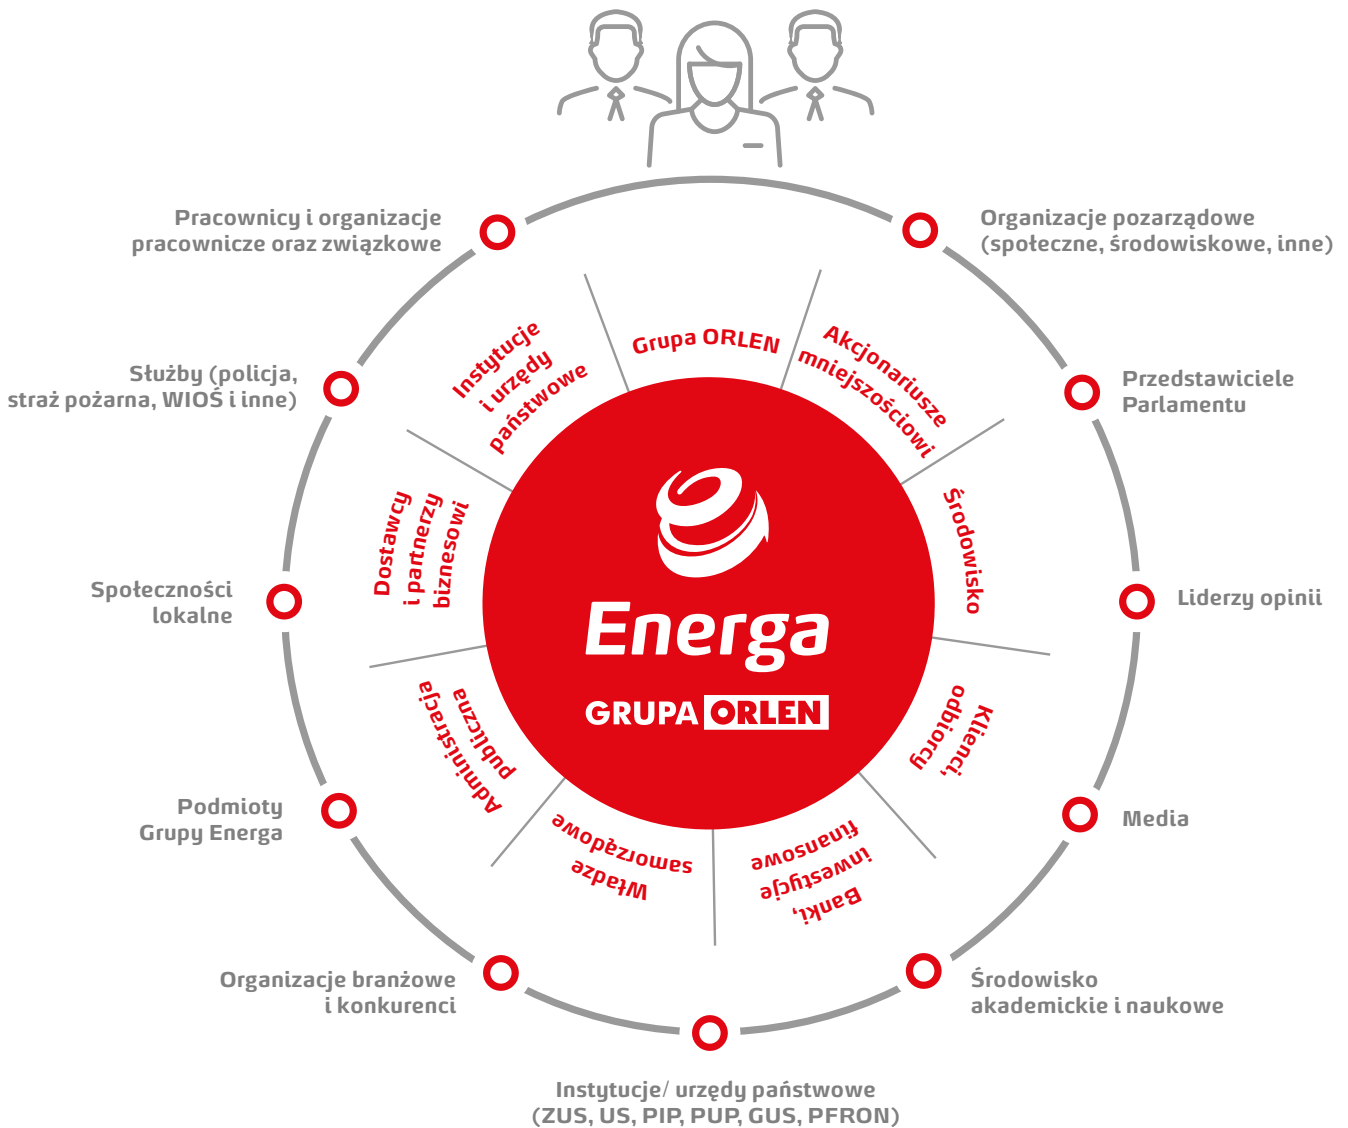 Pracownicy i organizacje
pracownicze oraz związkowe
Organizacje pozarządowe
(społeczne, środowiskowe, inne)
Służby (policja,
straż pożarna, WIOŚ i inne)
Przedstawiciele
Parlamentu
Społeczności
lokalne
Liderzy opinii
Podmioty
Grupy Energa
Media
Organizacje branżowe
i konkurenci
Środowisko
akademickie i naukowe
Instytucje/ urzędy państwowe
(ZUS, US, PIP, PUP, GUS, PFRON)
Grupa ORLEN
Akcjonariusze
mniejszościowi
Środowisko
Klienci,
odbiorcy
Banki,
inwestycje
finansowe
Władze
samorządowe
Administracja
publiczna
Dostawcy
i partnerzy
biznesowi
Instytucje
i urzędy
państwowe
Energa
GRUPA ORLEN